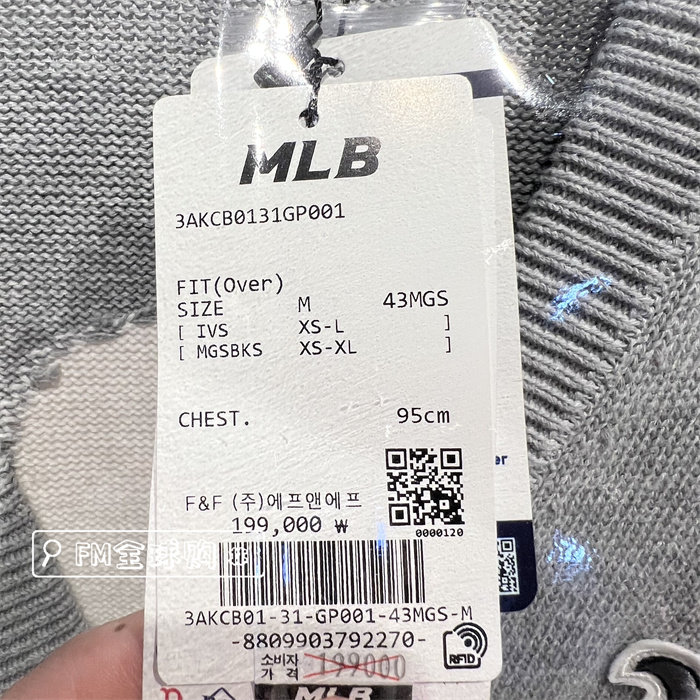 MLB
3AKCB0131GP001
FIT(Over)
SIZE M 43MGS
[ IVS XS-L ]
[ MGSBKS XS-XL ]
CHEST. 95cm
F&F (주)에프앤에프
199,000 ₩
0000120
er
FM全球购
3AKCB01-31-GP001-43MGS-M
-8809903792270-
소비자
가 격
199000
RFID
MLB